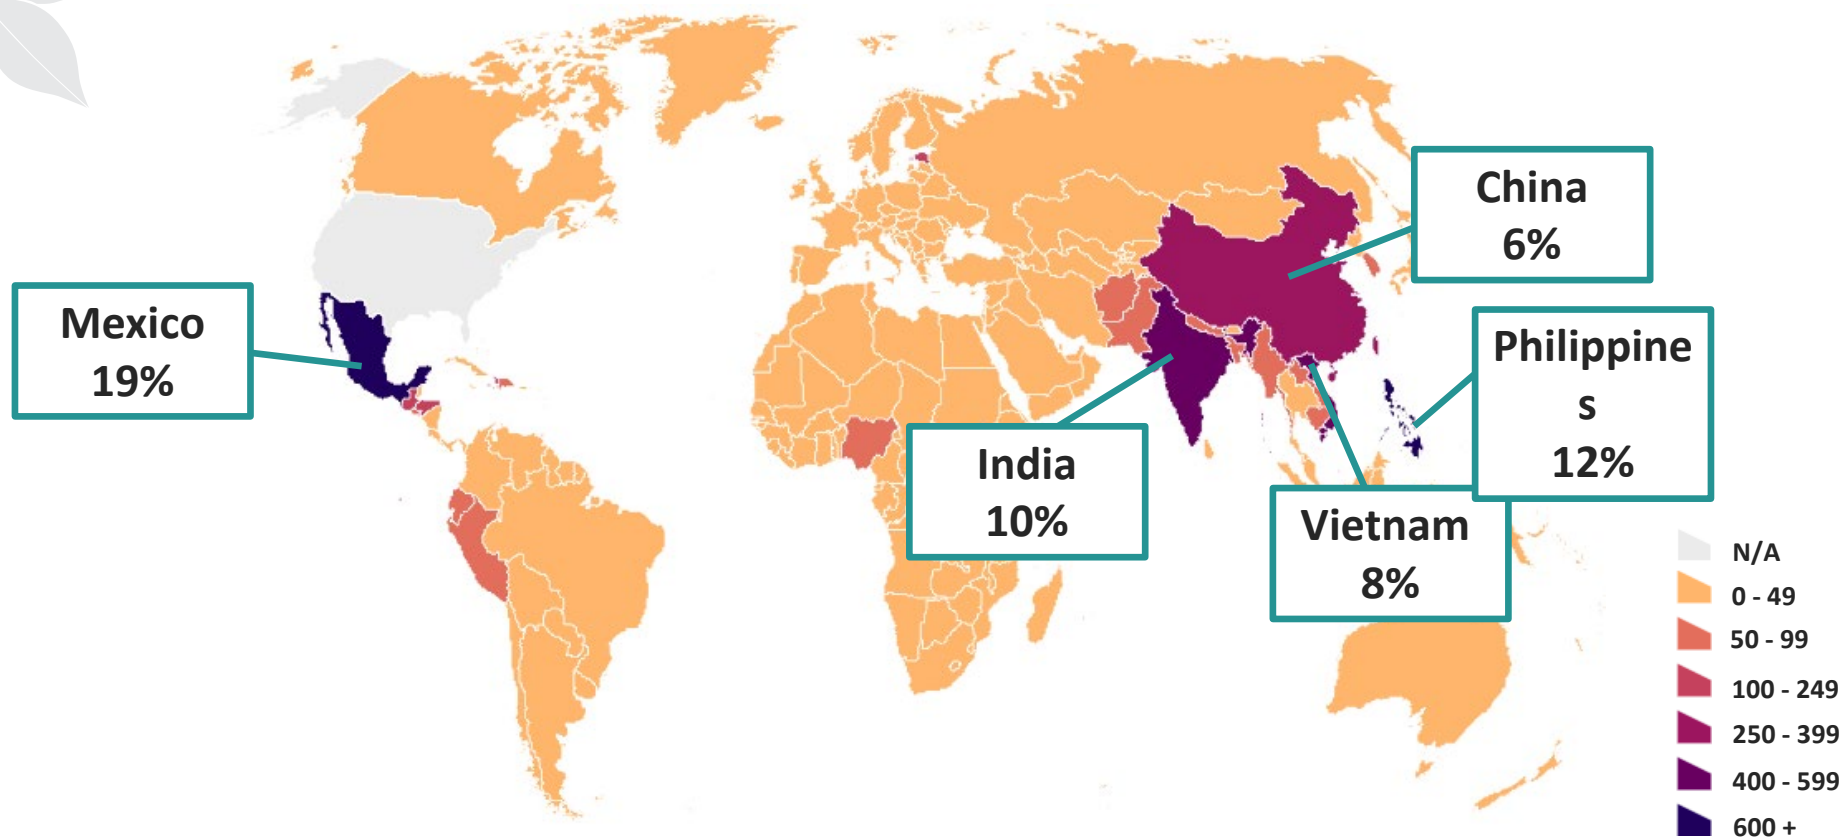 China
6%
Mexico
19%
Philippine
s
12%
India
10%
Vietnam
8%
N/A
0 - 49
50 - 99
100 - 249
250 - 399
400 - 599
600 +